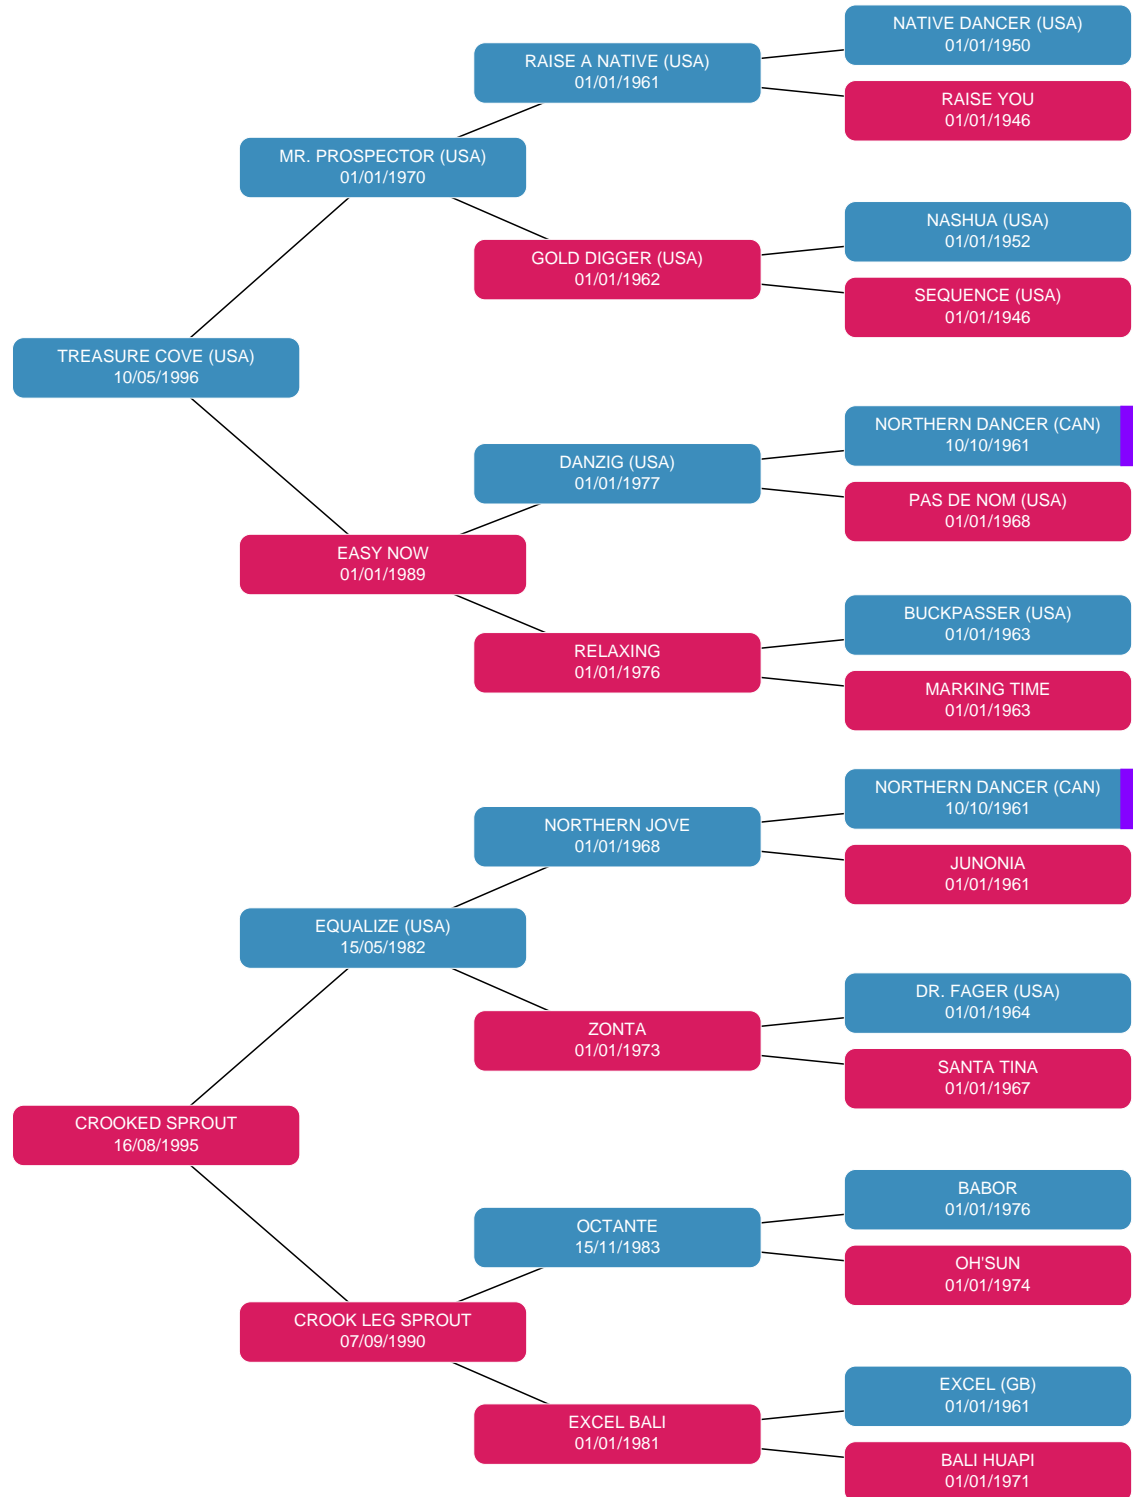 NATIVE DANCER (USA)
01/01/1950
RAISE A NATIVE (USA)
01/01/1961
RAISE YOU
01/01/1946
MR. PROSPECTOR (USA)
01/01/1970
NASHUA (USA)
01/01/1952
GOLD DIGGER (USA)
01/01/1962
SEQUENCE (USA)
01/01/1946
TREASURE COVE (USA)
10/05/1996
NORTHERN DANCER (CAN)
10/10/1961
DANZIG (USA)
01/01/1977
PAS DE NOM (USA)
01/01/1968
EASY NOW
01/01/1989
BUCKPASSER (USA)
01/01/1963
RELAXING
01/01/1976
MARKING TIME
01/01/1963
NORTHERN DANCER (CAN)
10/10/1961
NORTHERN JOVE
01/01/1968
JUNONIA
01/01/1961
EQUALIZE (USA)
15/05/1982
DR. FAGER (USA)
01/01/1964
ZONTA
01/01/1973
SANTA TINA
01/01/1967
CROOKED SPROUT
16/08/1995
BABOR
01/01/1976
OCTANTE
15/11/1983
OH'SUN
01/01/1974
CROOK LEG SPROUT
07/09/1990
EXCEL (GB)
01/01/1961
EXCEL BALI
01/01/1981
BALI HUAPI
01/01/1971